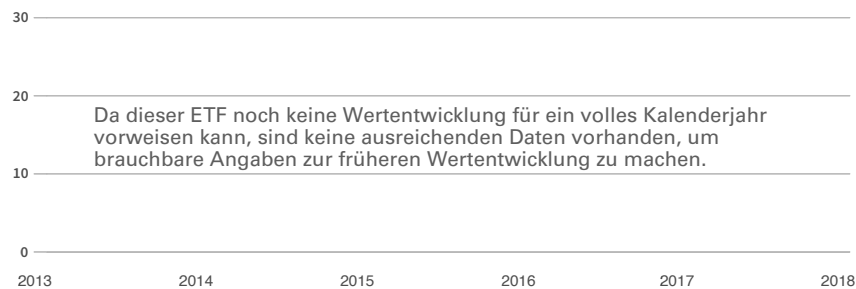 30
20
Da dieser ETF noch keine Wertentwicklung für ein volles Kalenderjahr
vorweisen kann, sind keine ausreichenden Daten vorhanden, um
brauchbare Angaben zur früheren Wertentwicklung zu machen.
10
0
2013 2014 2015 2016 2017 2018